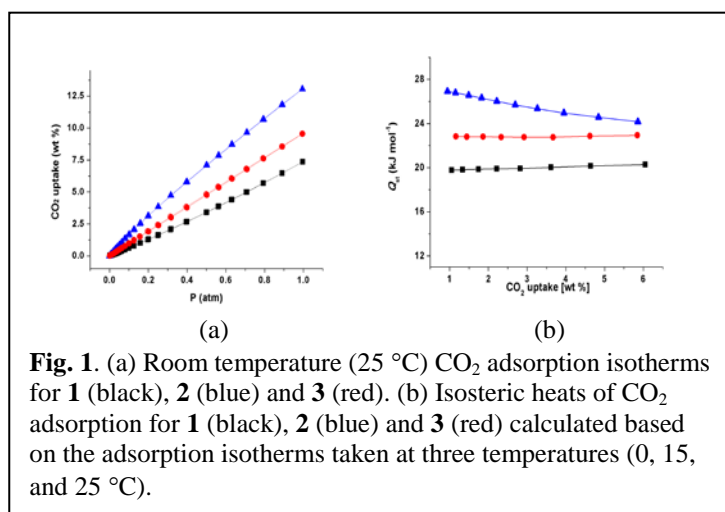 12.5
10.0
7.5
5.0
2.5
0.0
CO₂ uptake (wt %)
0.0 0.2 0.4 0.6 0.8 1.0
P (atm)
(a)
28
24
20
16
12
Qst (kJ mol⁻¹)
1 2 3 4 5 6
CO₂ uptake [wt %]
(b)
Fig. 1. (a) Room temperature (25 °C) CO₂ adsorption isotherms
for 1 (black), 2 (blue) and 3 (red). (b) Isosteric heats of CO₂
adsorption for 1 (black), 2 (blue) and 3 (red) calculated based
on the adsorption isotherms taken at three temperatures (0, 15,
and 25 °C).